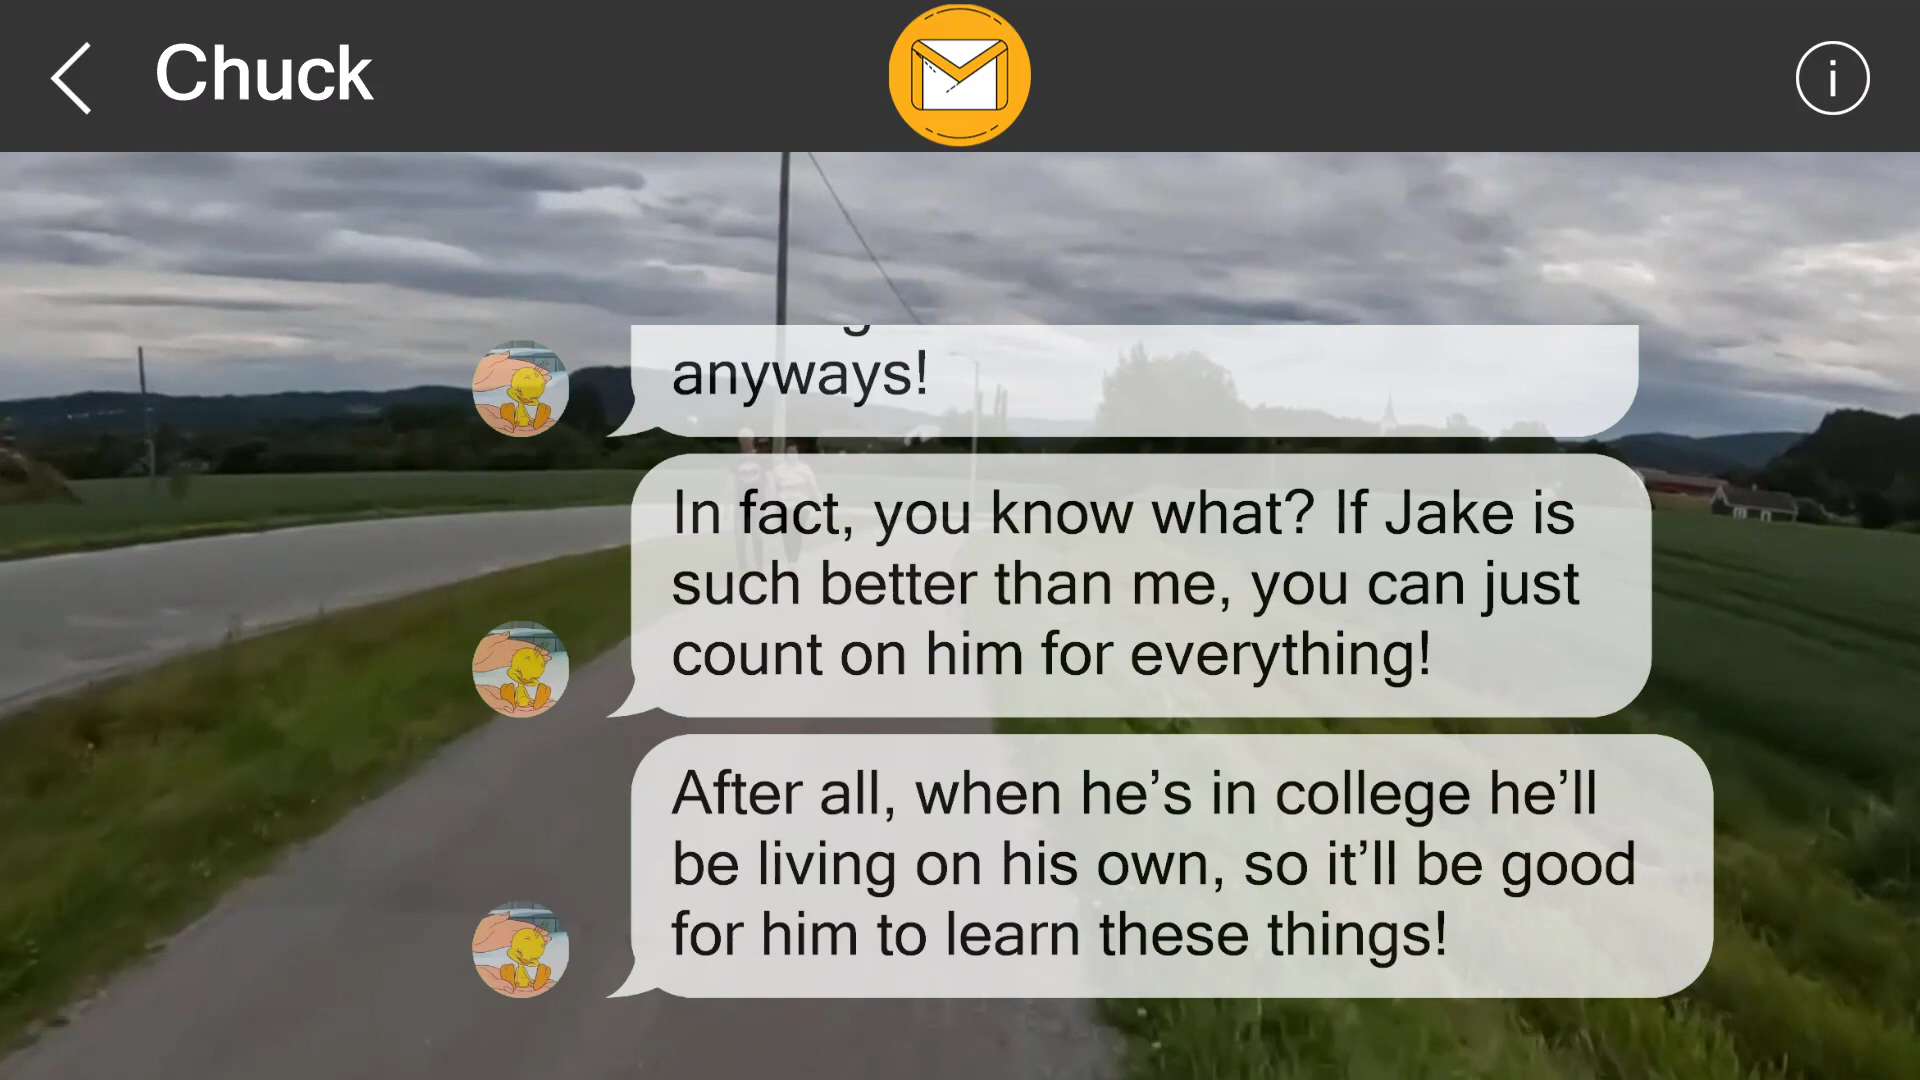 Chuck
i
anyways!
In fact, you know what? If Jake is
such better than me, you can just
count on him for everything!
After all, when he’s in college he’ll
be living on his own, so it’ll be good
for him to learn these things!